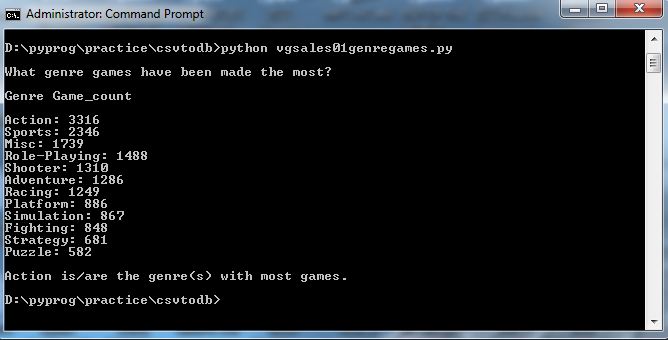 Administrator: Command Prompt
D:\pyprog\practice\csvtodb>python vgsales01genregames.py
What genre games have been made the most?
Genre Game_count
Action: 3316
Sports: 2346
Misc: 1739
Role-Playing: 1488
Shooter: 1310
Adventure: 1286
Racing: 1249
Platform: 886
Simulation: 867
Fighting: 848
Strategy: 681
Puzzle: 582
Action is/are the genre(s) with most games.
D:\pyprog\practice\csvtodb>